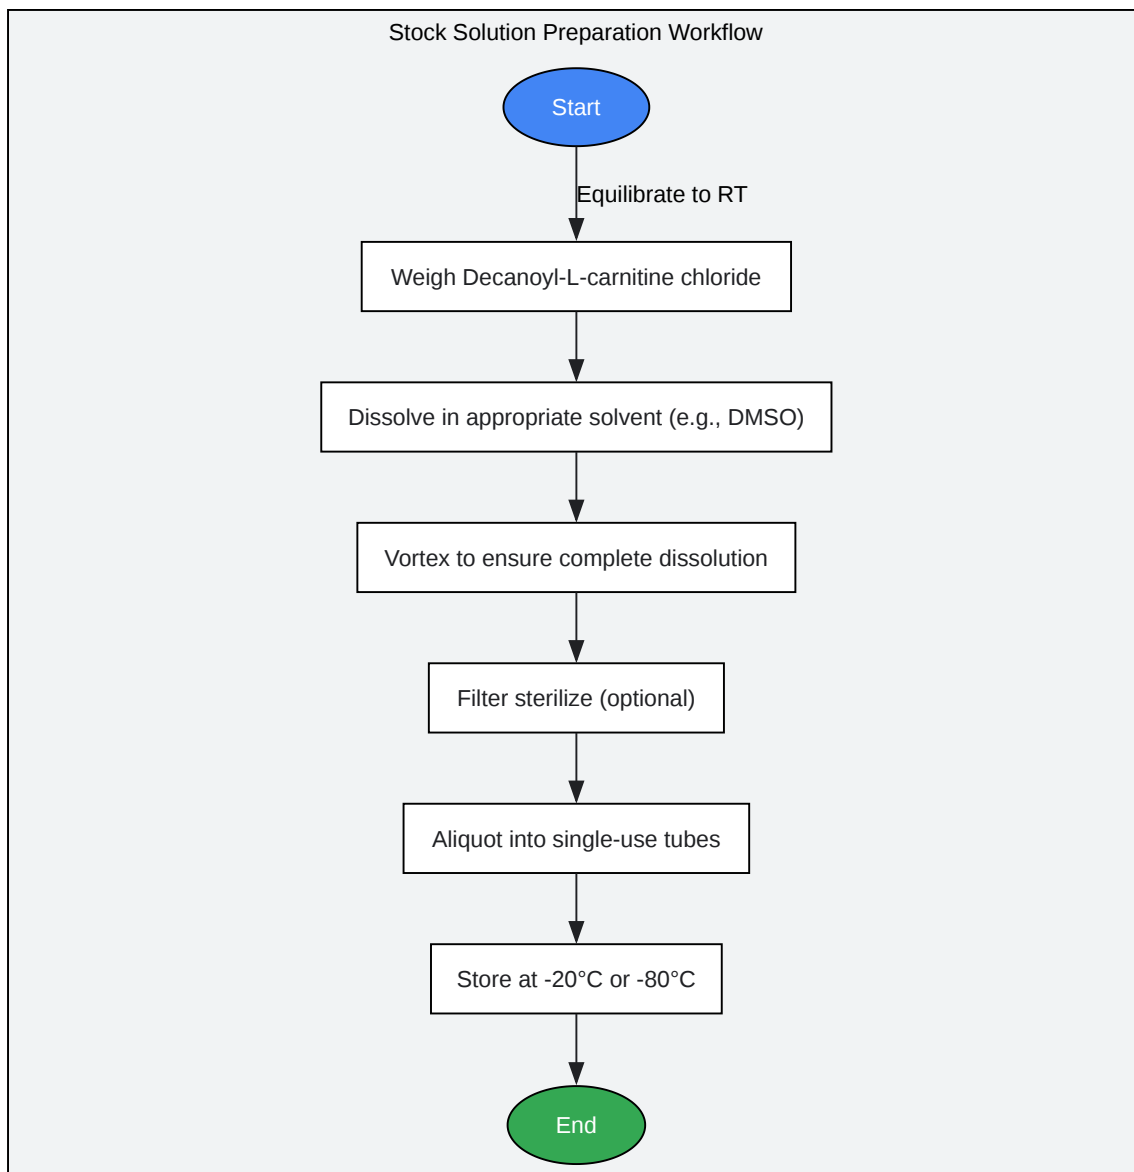 Stock Solution Preparation Workflow
Start
Equilibrate to RT
Weigh Decanoyl-L-carnitine chloride
Dissolve in appropriate solvent (e.g., DMSO)
Vortex to ensure complete dissolution
Filter sterilize (optional)
Aliquot into single-use tubes
Store at -20°C or -80°C
End